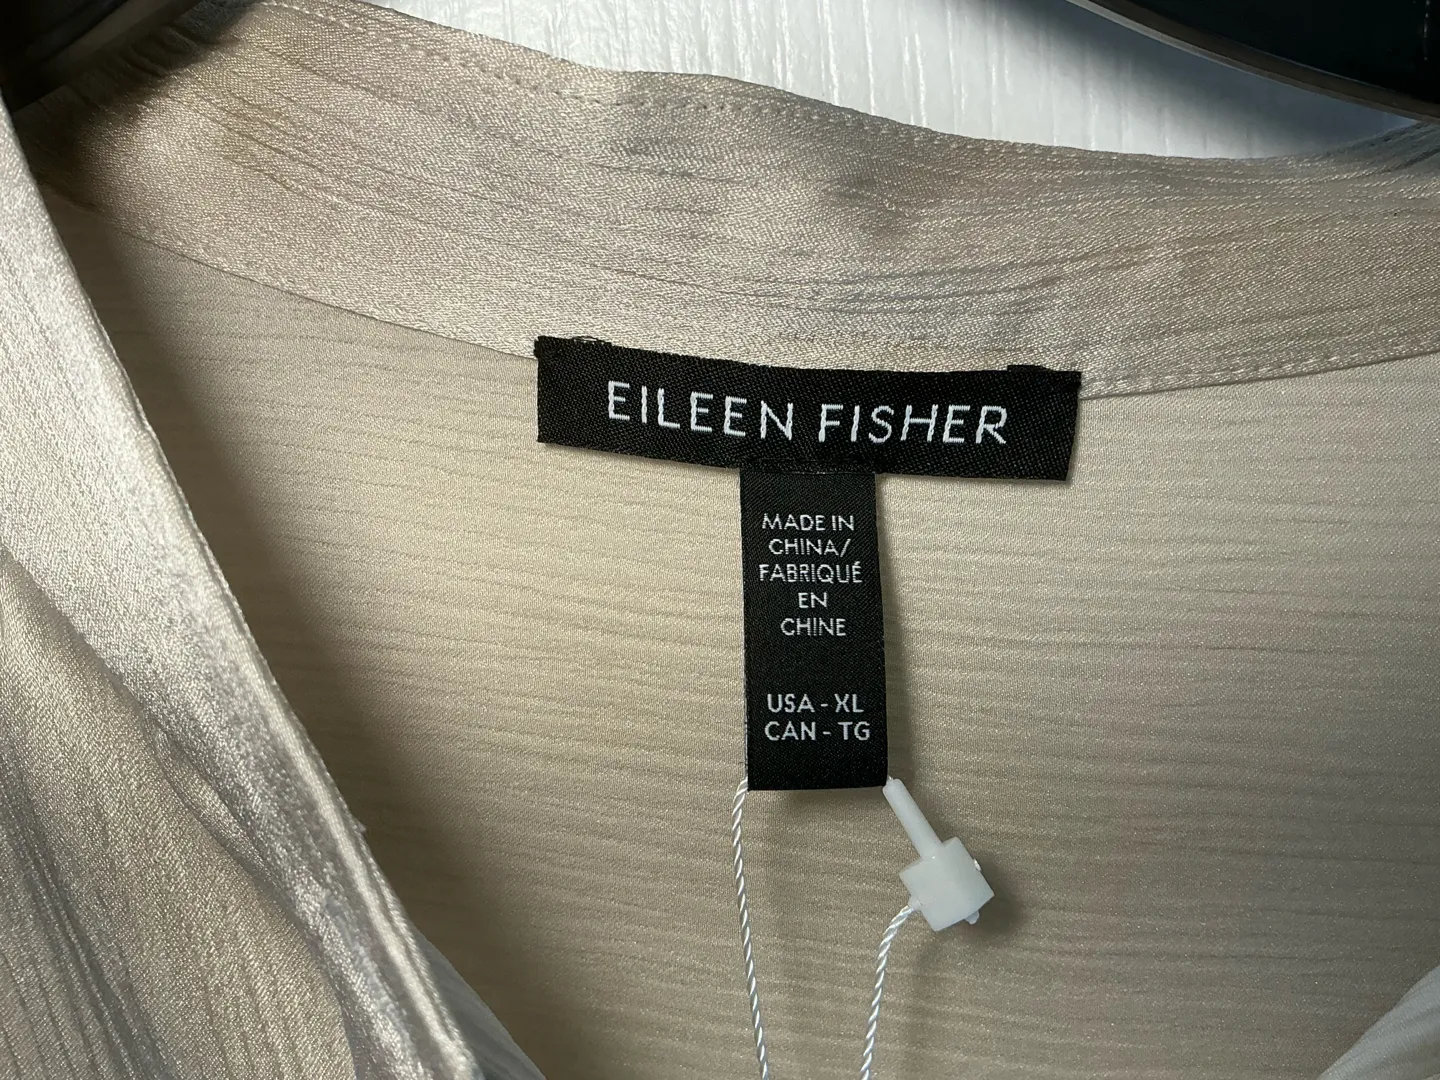 EILEEN FISHER
MADE IN
CHINA/
FABRIQUÉ
EN
CHINE
USA - XL
CAN - TG